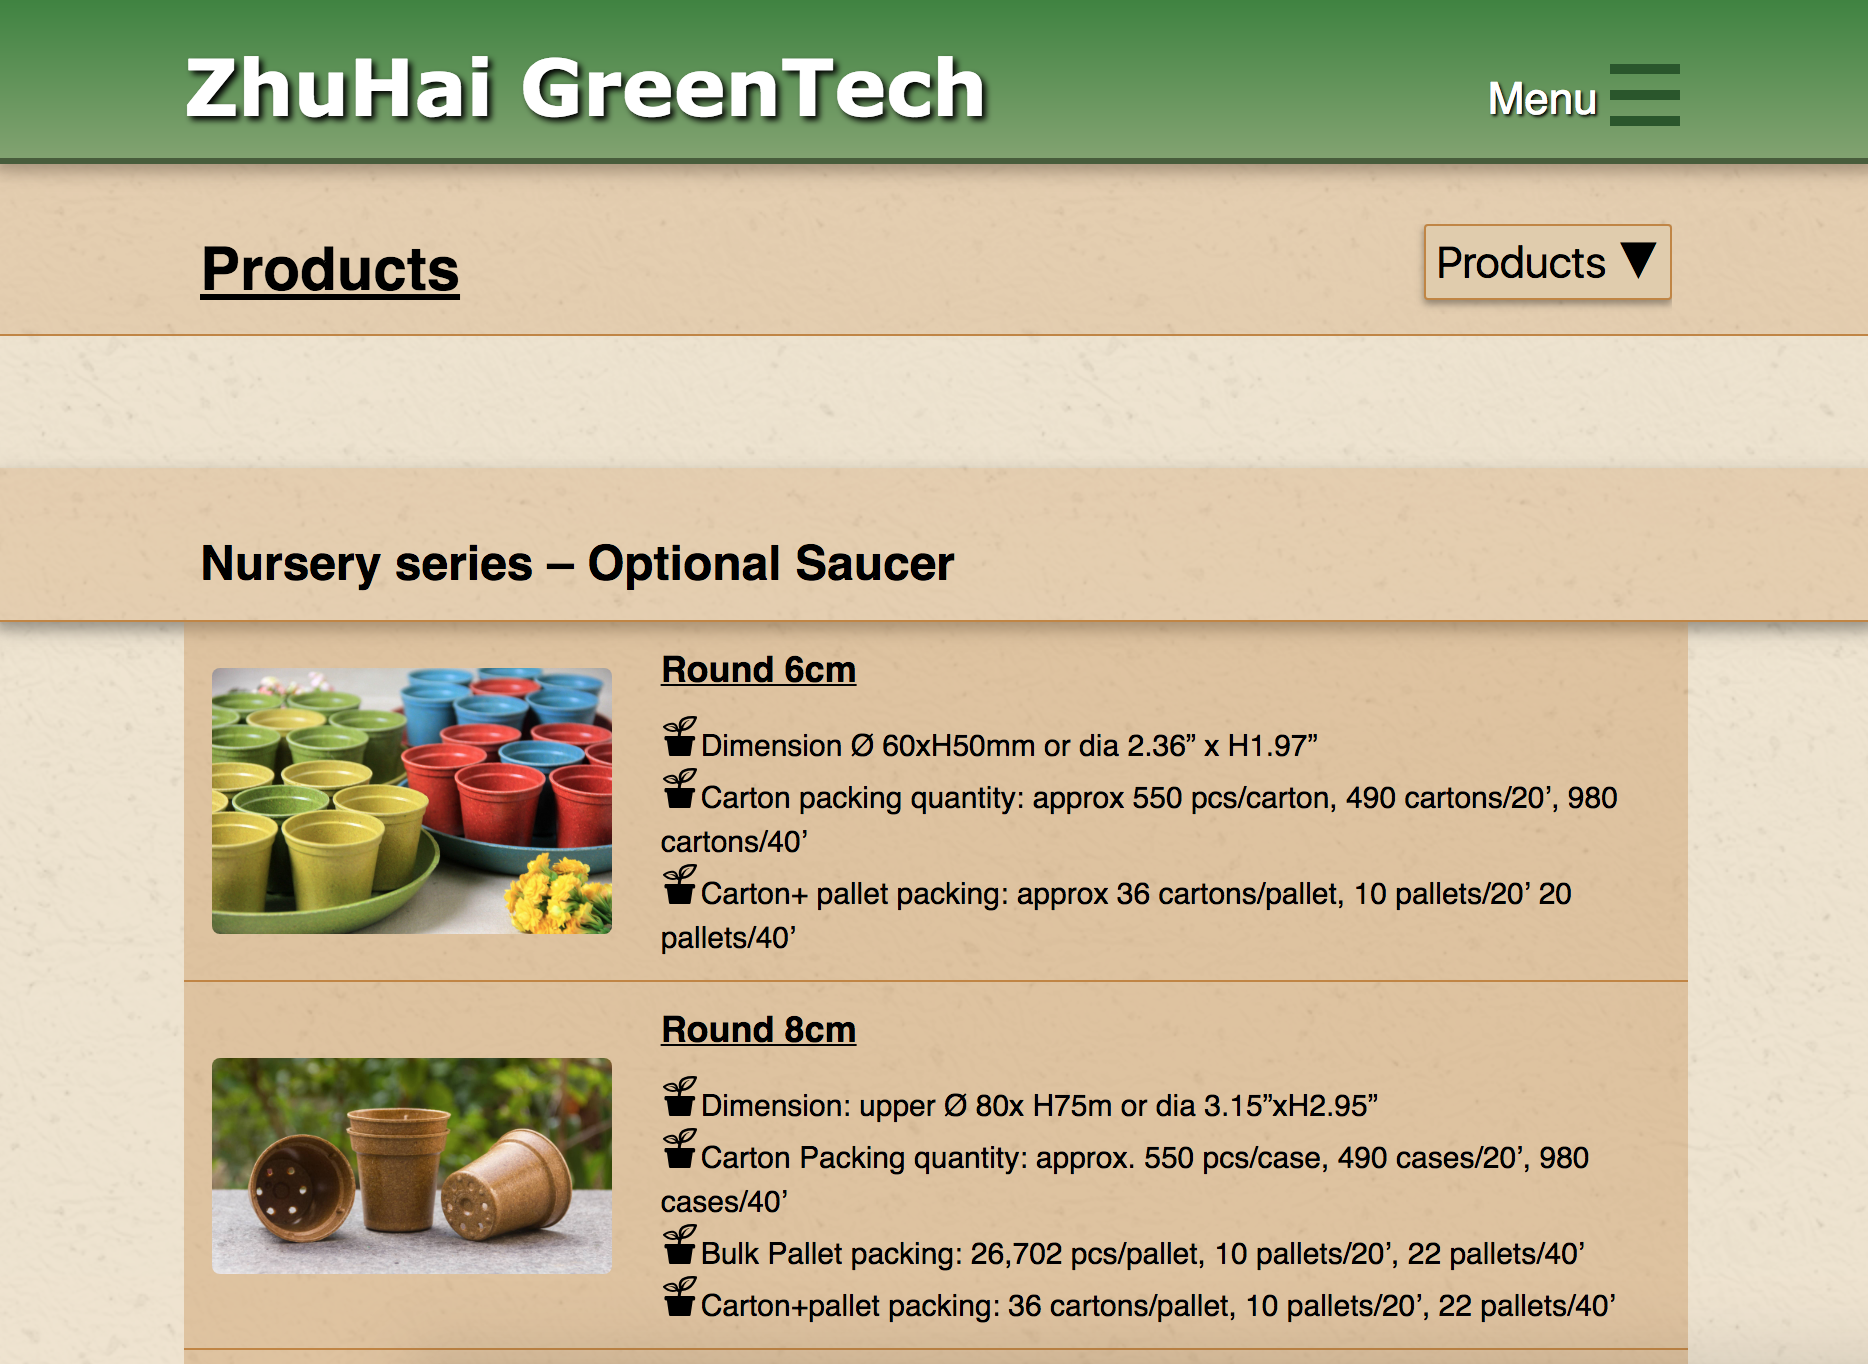 ZhuHai GreenTech
Menu
Products
Products ▼
Nursery series – Optional Saucer
Round 6cm
Dimension Ø 60xH50mm or dia 2.36” x H1.97”
Carton packing quantity: approx 550 pcs/carton, 490 cartons/20’, 980
cartons/40’
Carton+ pallet packing: approx 36 cartons/pallet, 10 pallets/20’ 20
pallets/40’
Round 8cm
Dimension: upper Ø 80x H75m or dia 3.15”xH2.95”
Carton Packing quantity: approx. 550 pcs/case, 490 cases/20’, 980
cases/40’
Bulk Pallet packing: 26,702 pcs/pallet, 10 pallets/20’, 22 pallets/40’
Carton+pallet packing: 36 cartons/pallet, 10 pallets/20’, 22 pallets/40’